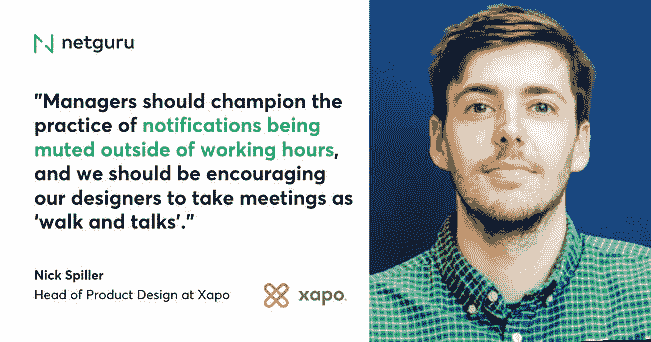 netguru
"Managers should champion the
practice of notifications being
muted outside of working hours,
and we should be encouraging
our designers to take meetings as
‘walk and talks’."
Nick Spiller
Head of Product Design at Xapo
xapo.